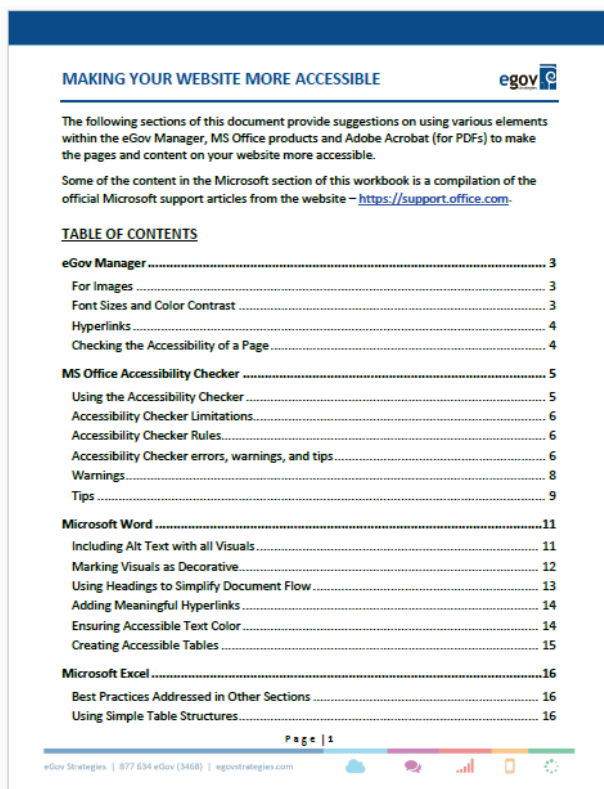 MAKING YOUR WEBSITE MORE ACCESSIBLE
egov
strategies
The following sections of this document provide suggestions on using various elements
within the eGov Manager, MS Office products and Adobe Acrobat (for PDFs) to make
the pages and content on your website more accessible.
Some of the content in the Microsoft section of this workbook is a compilation of the
official Microsoft support articles from the website – https://support.office.com.
TABLE OF CONTENTS
eGov Manager 3
For Images 3
Font Sizes and Color Contrast 3
Hyperlinks 4
Checking the Accessibility of a Page 4
MS Office Accessibility Checker 5
Using the Accessibility Checker 5
Accessibility Checker Limitations 6
Accessibility Checker Rules 6
Accessibility Checker errors, warnings, and tips 6
Warnings 8
Tips 9
Microsoft Word 11
Including Alt Text with all Visuals 11
Marking Visuals as Decorative 12
Using Headings to Simplify Document Flow 13
Adding Meaningful Hyperlinks 14
Ensuring Accessible Text Color 14
Creating Accessible Tables 15
Microsoft Excel 16
Best Practices Addressed in Other Sections 16
Using Simple Table Structures 16
Page | 1
eGov Strategies | 877 634 eGov (3468) | egovstrategies.com